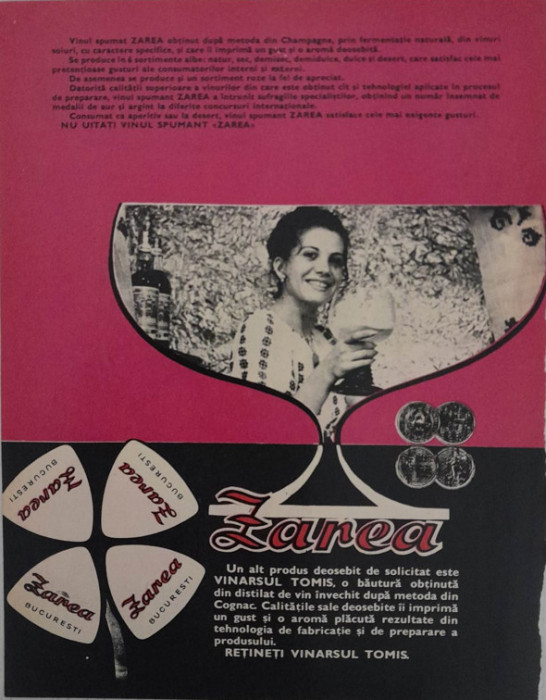 Vinul spumat ZAREA obținut după metoda din Champagne, prin fermentație naturală, din vinuri
soiuri, cu caractere specifice, și care îi imprimă un gust și o aromă deosebită.
Se produce în 6 sortimente albe: natur, sec, demisec, demidulce, dulce și desert, care satisfac cele mai
pretențioase gusturi ale consumatorilor interni și externi.
De asemenea se produce și un sortiment roze la fel de apreciat.
Datorită calității superioare a vinurilor din care este obținut cît și tehnologiei aplicate în procesul
de preparare, vinul spumant ZAREA a întrunit sufragiile specialiștilor, obținînd un număr însemnat de
medalii de aur și argint la diferite concursuri internaționale.
Consumat ca aperitiv sau la desert, vinul spumant ZAREA satisface cele mai exigente gusturi.
NU UITAȚI VINUL SPUMANT «ZAREA»
Zarea
BUCUREȘTI
Zarea
BUCUREȘTI
Zarea
BUCUREȘTI
Zarea
BUCUREȘTI
Zarea
Un alt produs deosebit de solicitat este
VINARSUL TOMIS, o băutură obținută
din distilat de vin învechit după metoda din
Cognac. Calitățile sale deosebite îi imprimă
un gust și o aromă plăcută rezultate din
tehnologia de fabricație și de preparare a
produsului.
REȚINEȚI VINARSUL TOMIS.